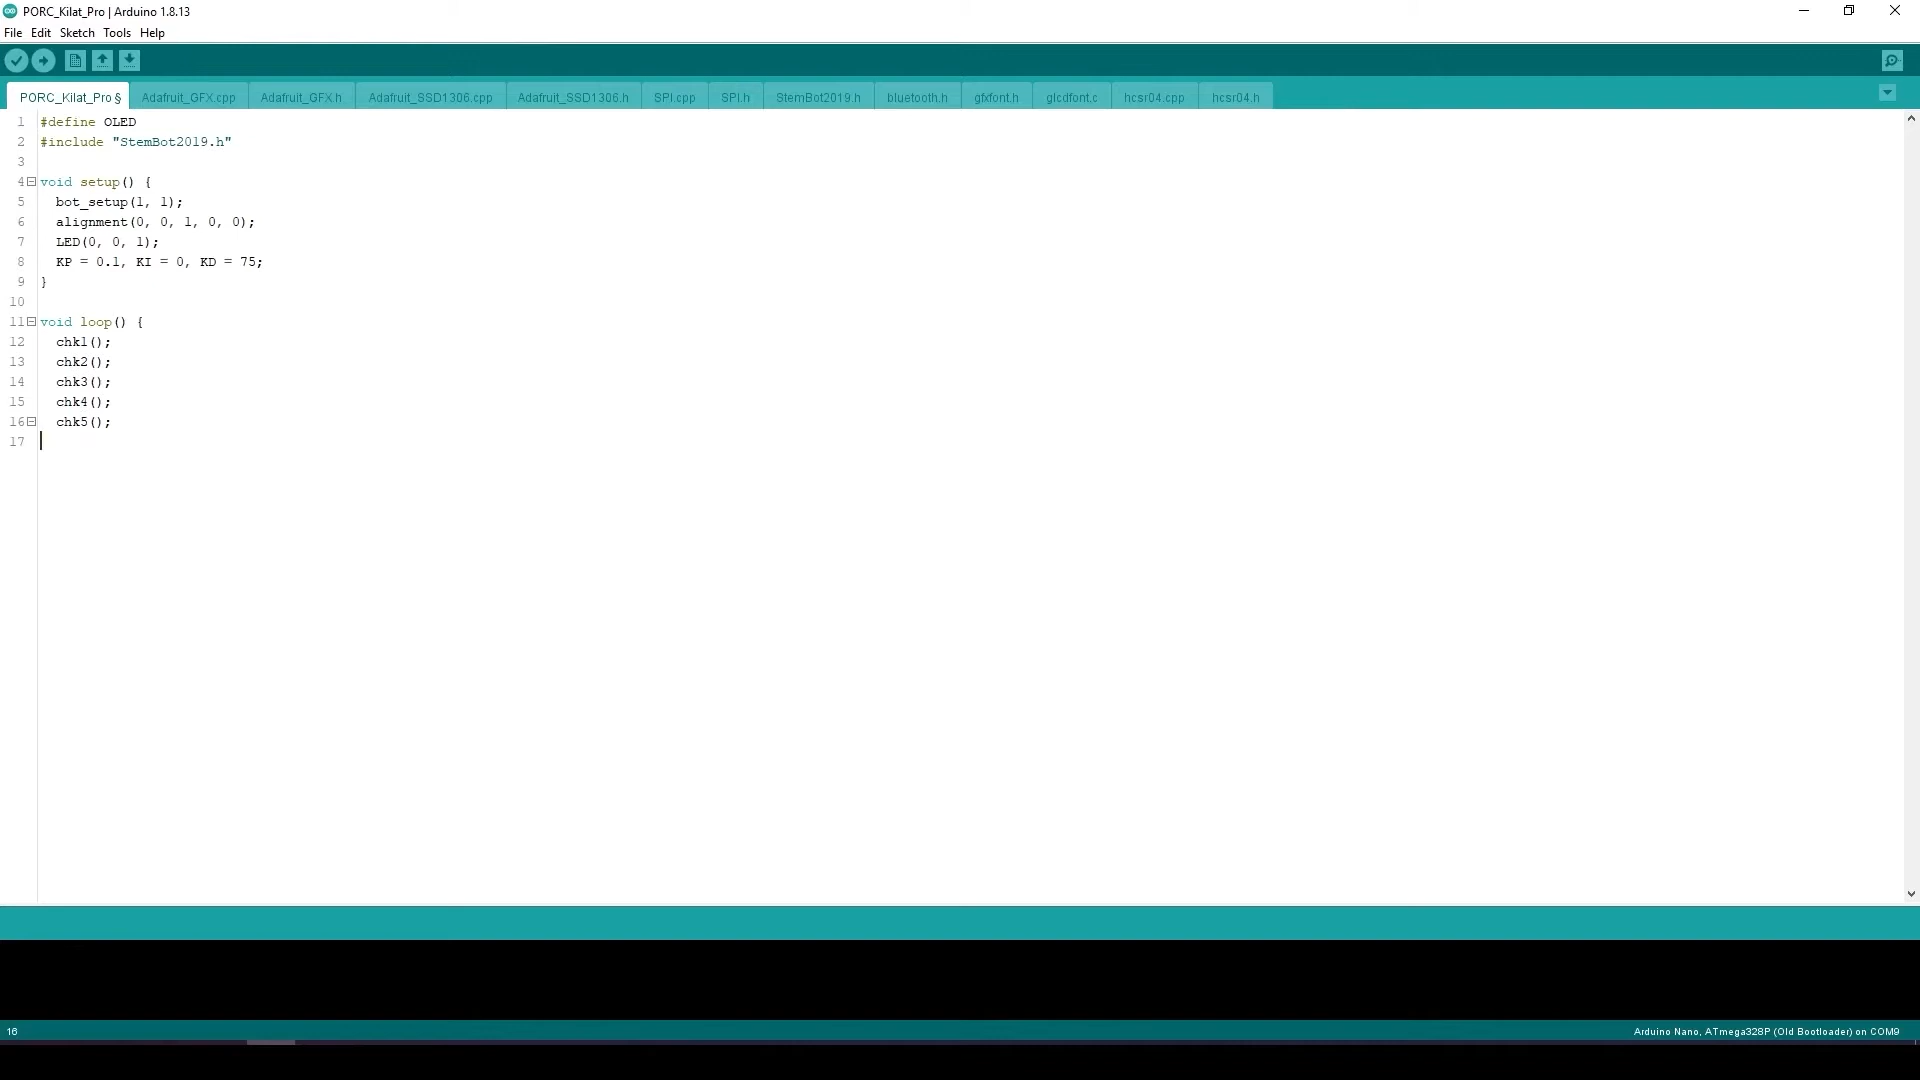 PORC_Kilat_Pro | Arduino 1.8.13
File Edit Sketch Tools Help
PORC_Kilat_Pro § Adafruit_GFX.cpp Adafruit_GFX.h Adafruit_SSD1306.cpp Adafruit_SSD1306.h SPI.cpp SPI.h StemBot2019.h bluetooth.h gfxfont.h glcdfont.c hcsr04.cpp hcsr04.h
1 #define OLED
2 #include "StemBot2019.h"
3
4 void setup() {
5 bot_setup(1, 1);
6 alignment(0, 0, 1, 0, 0);
7 LED(0, 0, 1);
8 KP = 0.1, KI = 0, KD = 75;
9 }
10
11 void loop() {
12 chk1();
13 chk2();
14 chk3();
15 chk4();
16 chk5();
17
16 Arduino Nano, ATmega328P (Old Bootloader) on COM9